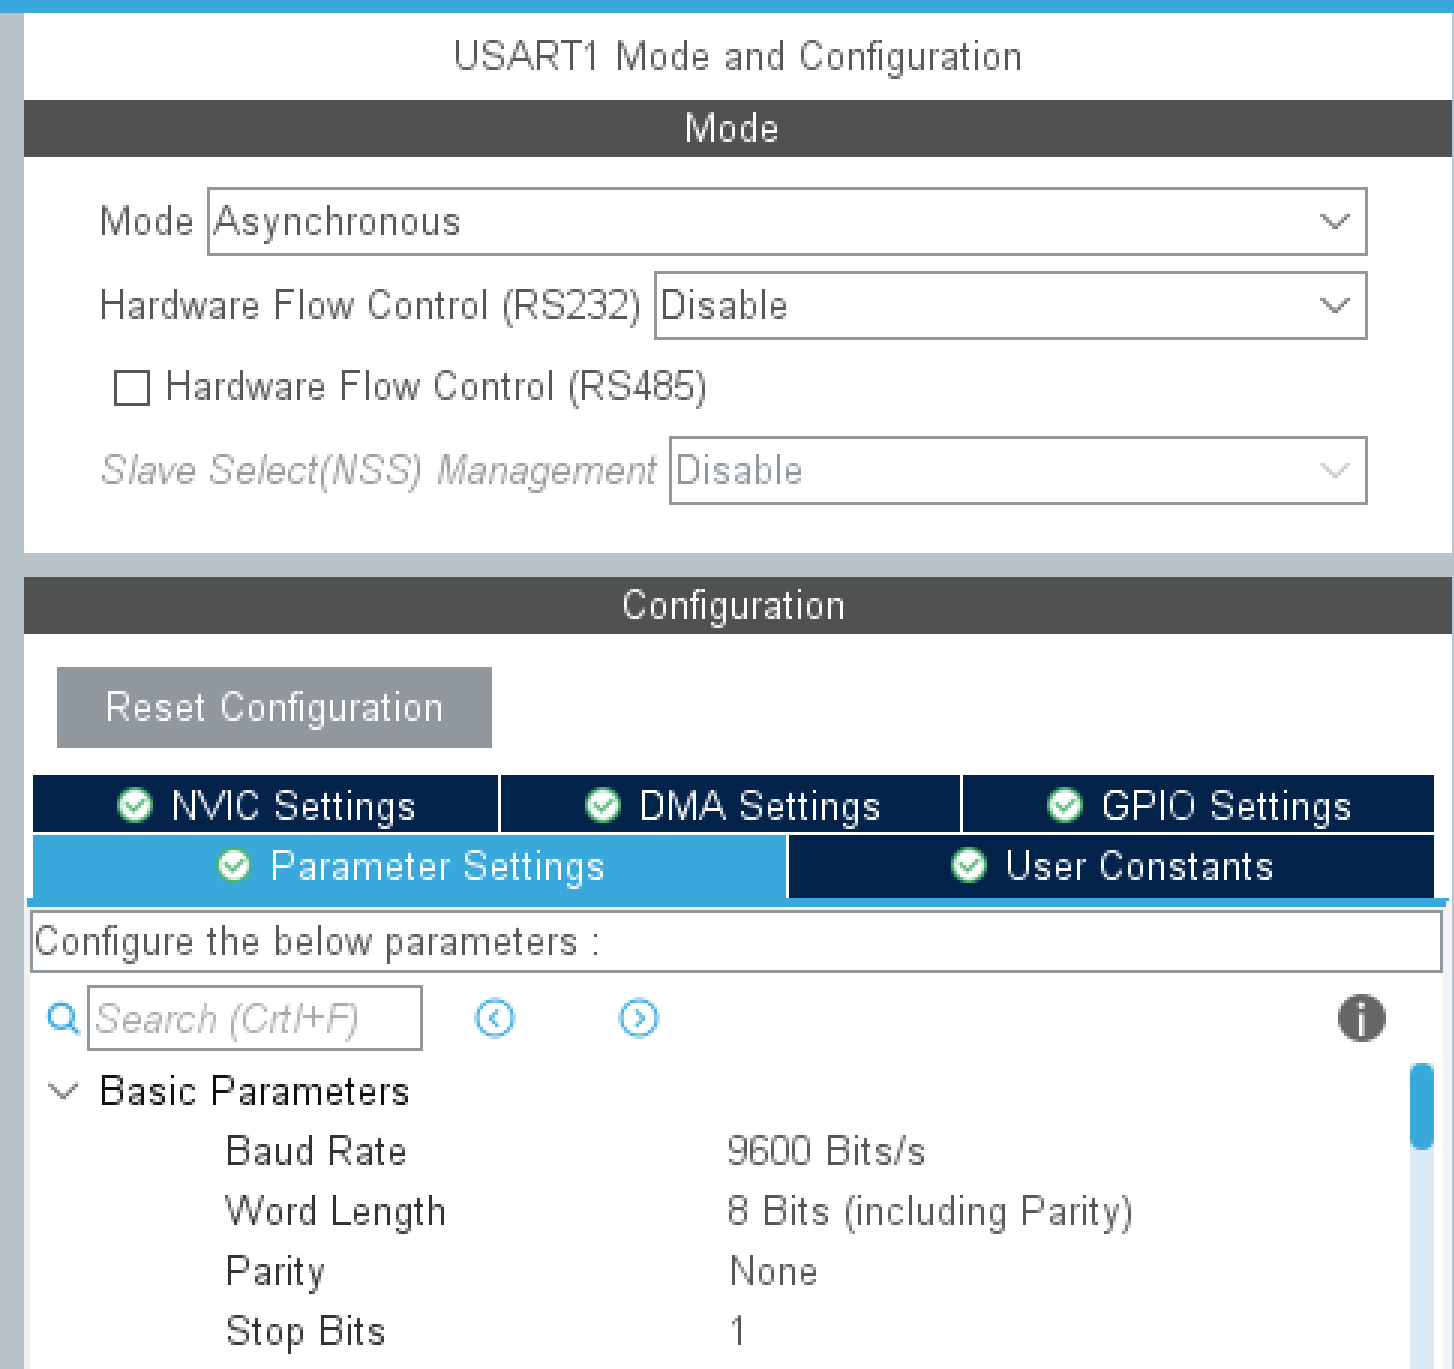 USART1 Mode and Configuration
Mode
Mode Asynchronous
Hardware Flow Control (RS232) Disable
Hardware Flow Control (RS485)
Slave Select(NSS) Management Disable
Configuration
Reset Configuration
NVIC Settings DMA Settings GPIO Settings
Parameter Settings User Constants
Configure the below parameters :
Search (CrtI+F)
Basic Parameters
Baud Rate 9600 Bits/s
Word Length 8 Bits (including Parity)
Parity None
Stop Bits 1